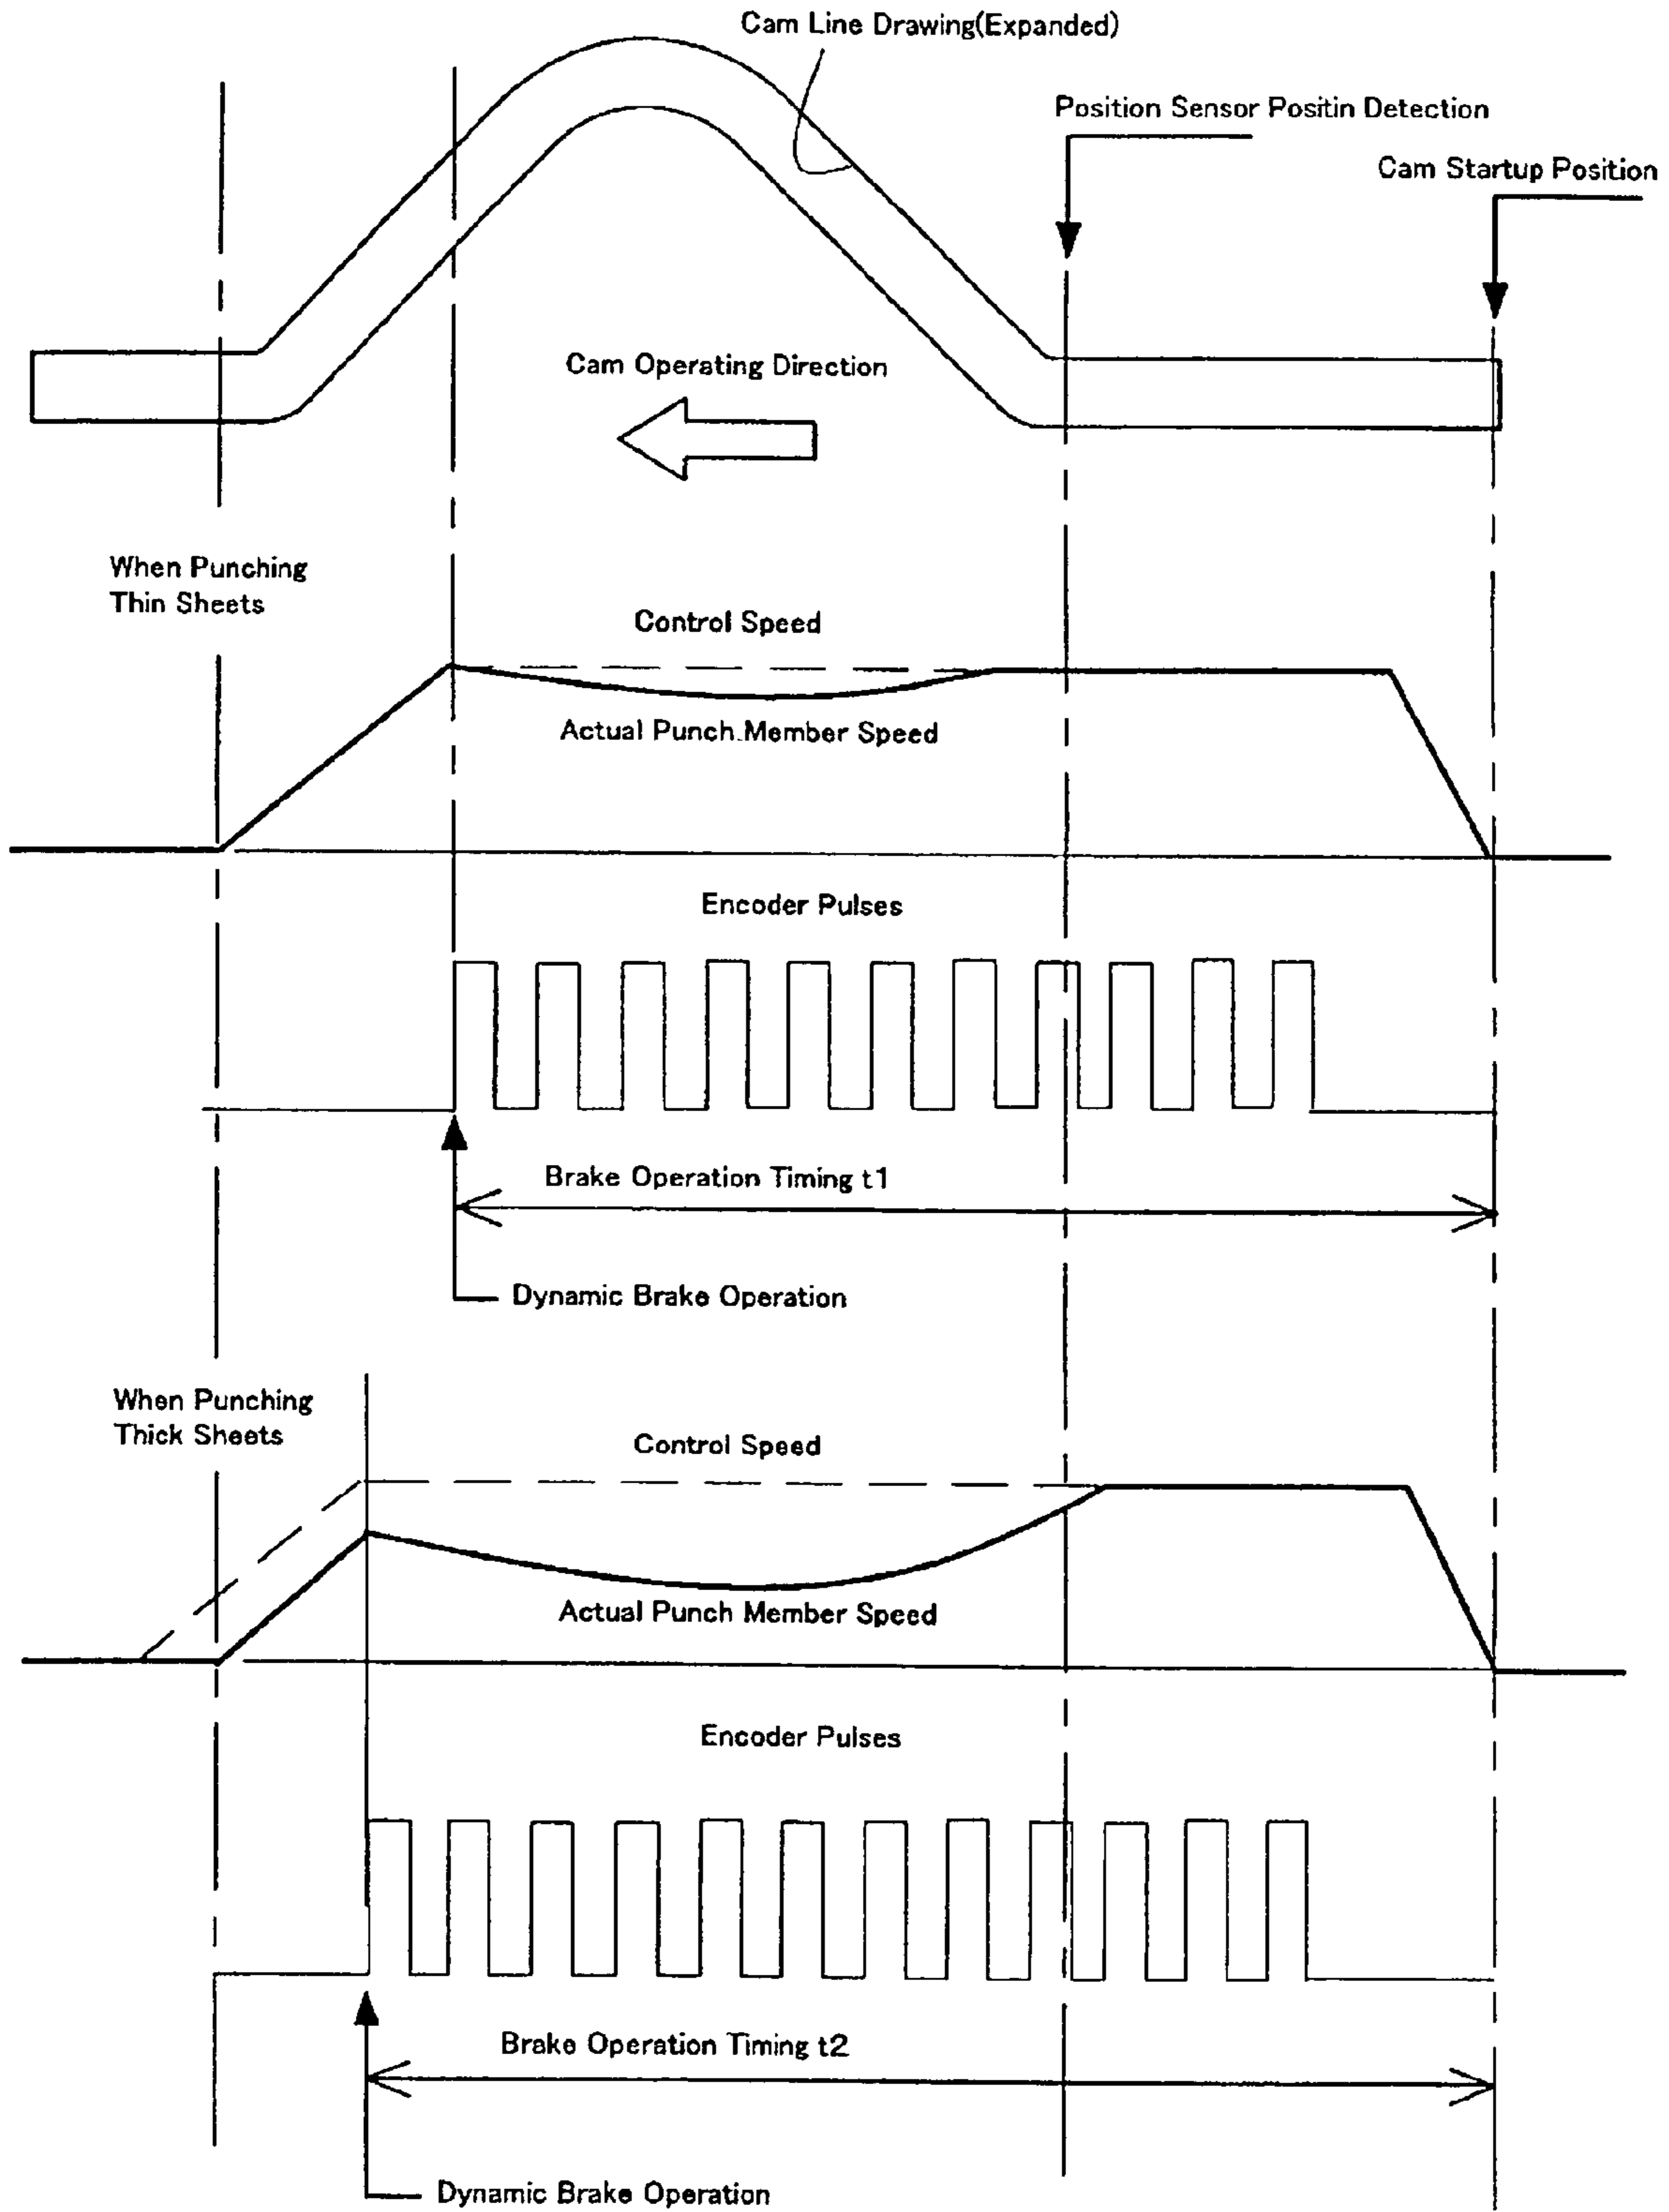 Cam Line Drawing(Expanded)
Position Sensor Positin Detection
Cam Startup Position
Cam Operating Direction
When Punching
Thin Sheets
Control Speed
Actual Punch Member Speed
Encoder Pulses
Brake Operation Timing t1
Dynamic Brake Operation
When Punching
Thick Sheets
Control Speed
Actual Punch Member Speed
Encoder Pulses
Brake Operation Timing t2
Dynamic Brake Operation